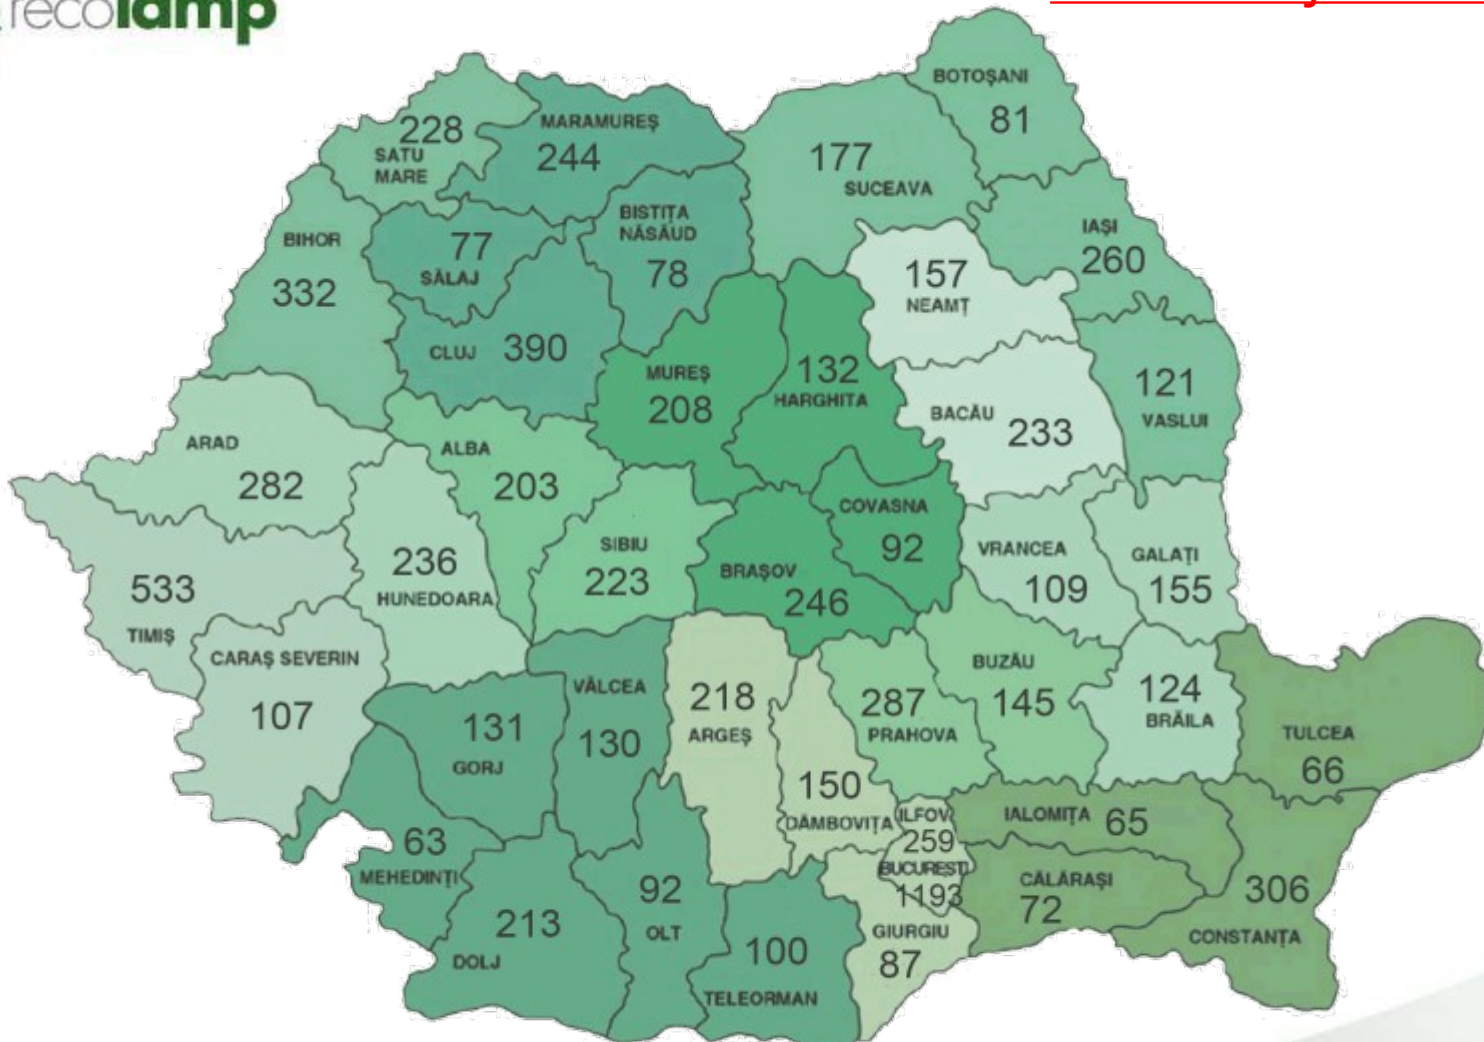 recolamp
BOTOȘANI
81
MARAMUREȘ
244
228
SATU
MARE
177
SUCEAVA
BISTIȚA
NĂSĂUD
78
IAȘI
260
BIHOR
332
77
SĂLAJ
157
NEAMȚ
CLUJ 390
MUREȘ
208
132
HARGHITA
121
VASLUI
BACĂU 233
ARAD
282
ALBA
203
COVASNA
92
SIBIU
223
BRAȘOV
246
VRANCEA
109
GALAȚI
155
236
HUNEDOARA
533
TIMIȘ
CARAȘ SEVERIN
107
VÂLCEA
130
218
ARGEȘ
287
PRAHOVA
BUZĂU
145
124
BRĂILA
131
GORJ
TULCEA
66
150
DÂMBOVIȚA
ILFOV
259
BUCUREȘTI
1193
IALOMIȚA 65
63
MEHEDINȚI
CĂLĂRAȘI
72
306
CONSTANȚA
92
OLT
213
DOLJ
100
TELEORMAN
GIURGIU
87